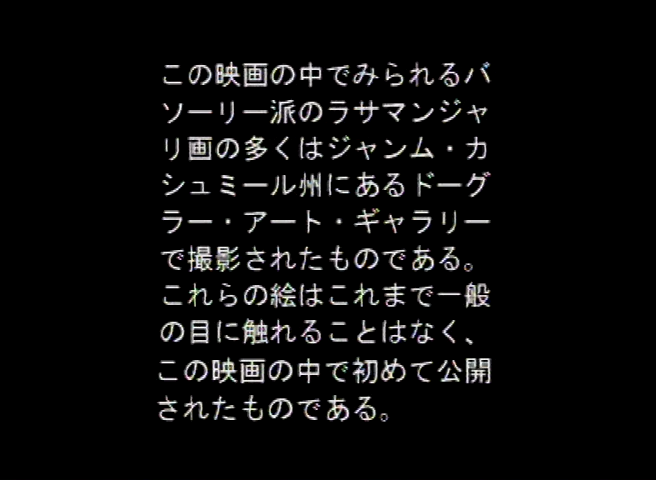 この映画の中でみられるバ
ソーリー派のラサマンジャ
リ画の多くはジャンム・カ
シュミール州にあるドーグ
ラー・アート・ギャラリー
で撮影されたものである。
これらの絵はこれまで一般
の目に触れることはなく、
この映画の中で初めて公開
されたものである。